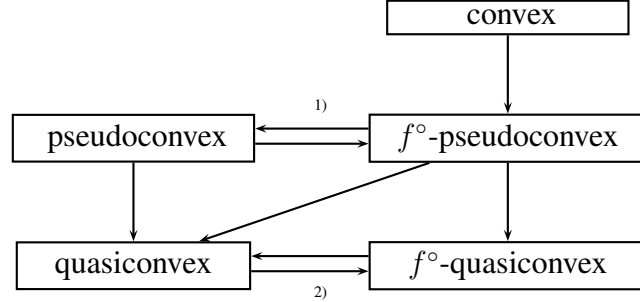 convex
1)
pseudoconvex
f°-pseudoconvex
quasiconvex
f°-quasiconvex
2)